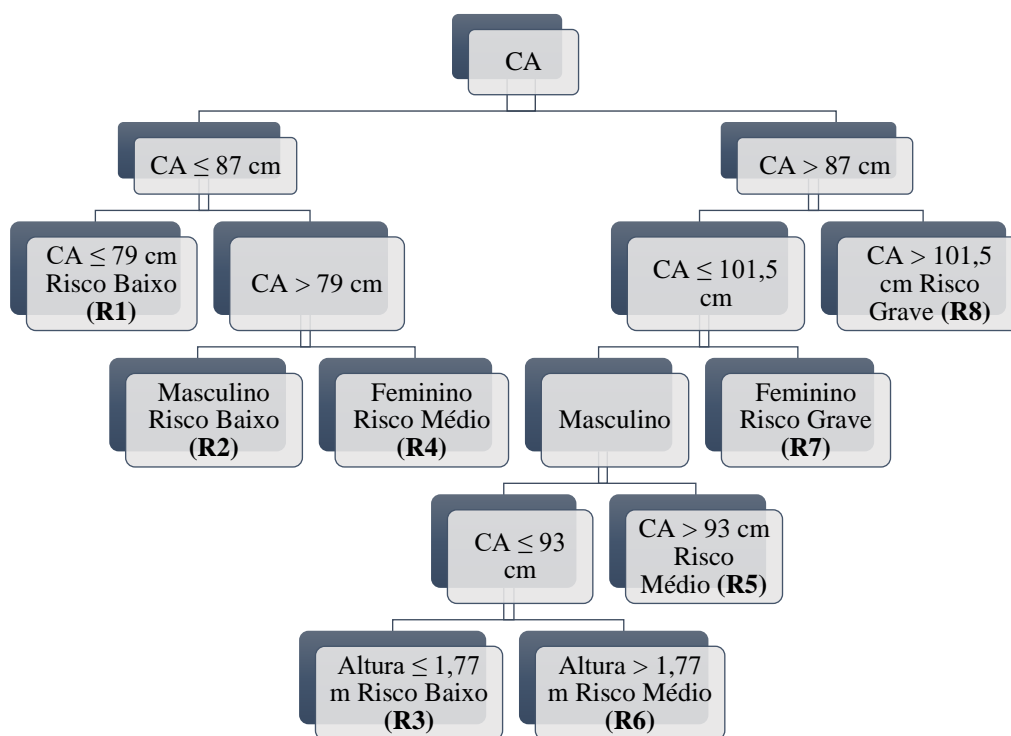 CA
CA ≤ 87 cm
CA > 87 cm
CA ≤ 79 cm
Risco Baixo
(R1)
CA > 79 cm
CA ≤ 101,5
cm
CA > 101,5
cm Risco
Grave (R8)
Masculino
Risco Baixo
(R2)
Feminino
Risco Médio
(R4)
Masculino
Feminino
Risco Grave
(R7)
CA ≤ 93
cm
CA > 93 cm
Risco
Médio (R5)
Altura ≤ 1,77
m Risco Baixo
(R3)
Altura > 1,77
m Risco Médio
(R6)